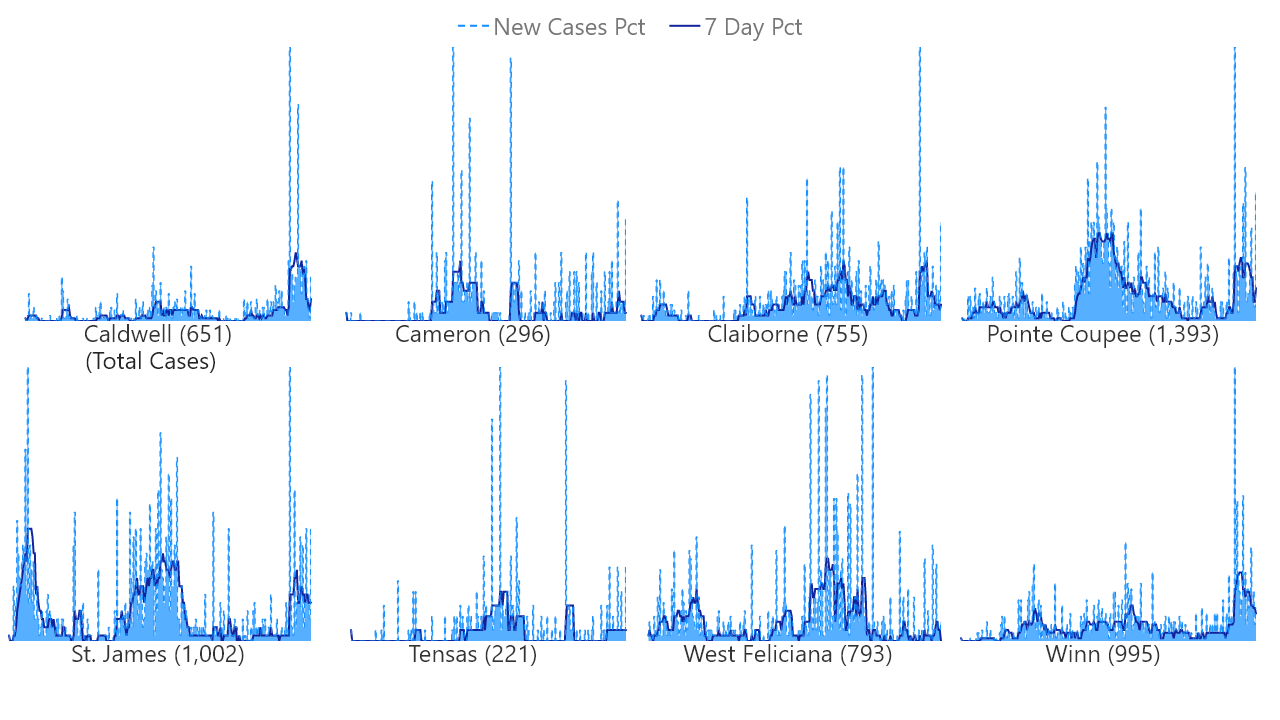 New Cases Pct 7 Day Pct
Caldwell (651)
(Total Cases)
Cameron (296)
Claiborne (755)
Pointe Coupee (1,393)
St. James (1,002)
Tensas (221)
West Feliciana (793)
Winn (995)